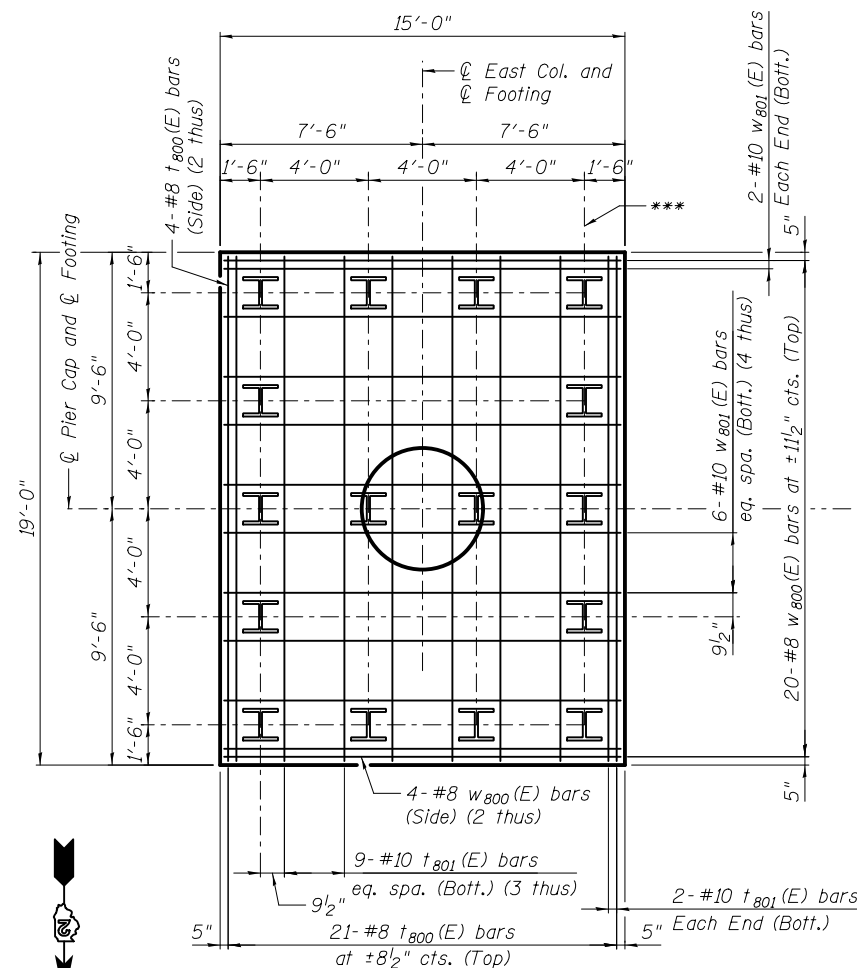 15'-0"
℄ East Col. and
℄ Footing
7'-6"
7'-6"
1'-6"
4'-0"
4'-0"
4'-0"
1'-6"
***
4-#8 t800(E) bars
(Side) (2 thus)
2-#10 w801(E) bars
Each End (Bott.)
5"
℄ Pier Cap and ℄ Footing
19'-0"
9'-6"
9'-6"
1'-6"
4'-0"
4'-0"
4'-0"
4'-0"
1'-6"
6-#10 w801(E) bars
eq. spa. (Bott.) (4 thus)
9½"
20-#8 w800(E) bars at ±11½" cts. (Top)
5"
4-#8 w800(E) bars
(Side) (2 thus)
9-#10 t801(E) bars
eq. spa. (Bott.) (3 thus)
9½"
2-#10 t801(E) bars
Each End (Bott.)
5"
21-#8 t800(E) bars
at ±8½" cts. (Top)
5"